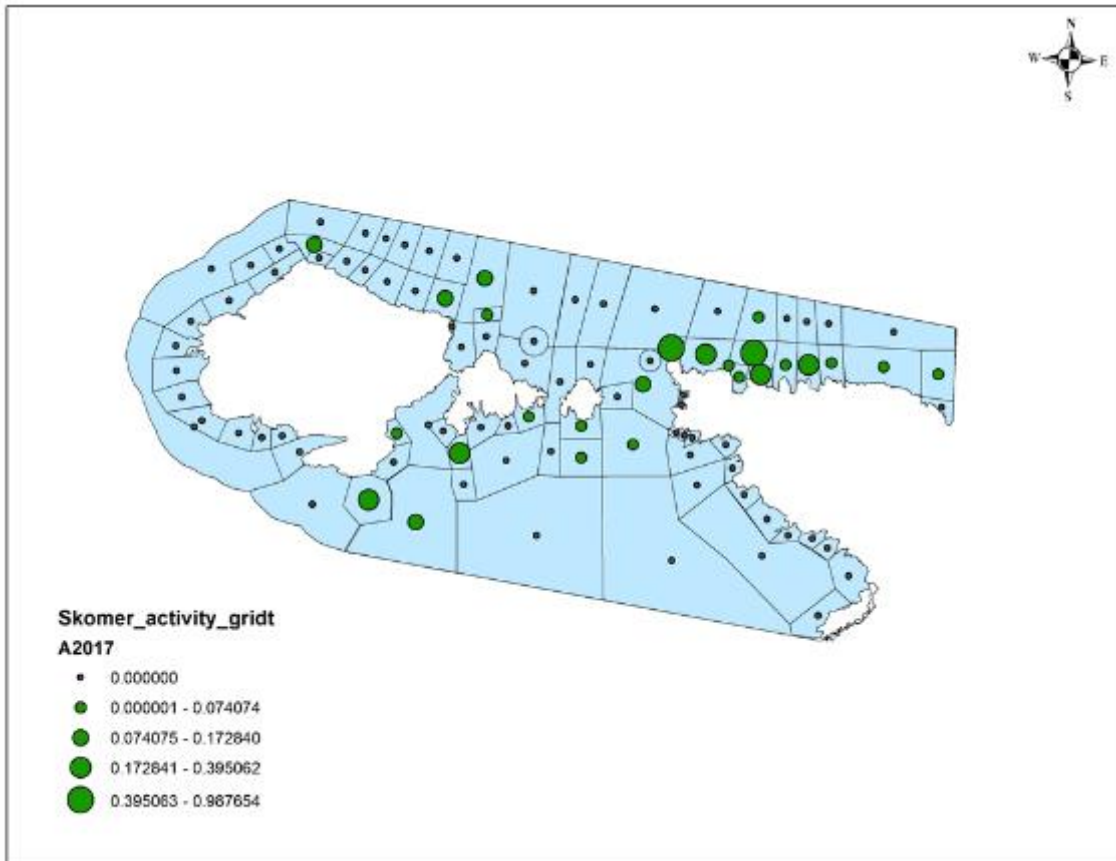 N
W E
S
Skomer_activity_gridt
A2017
0.000000
0.000001 - 0.074074
0.074075 - 0.172840
0.172841 - 0.395062
0.395063 - 0.987654